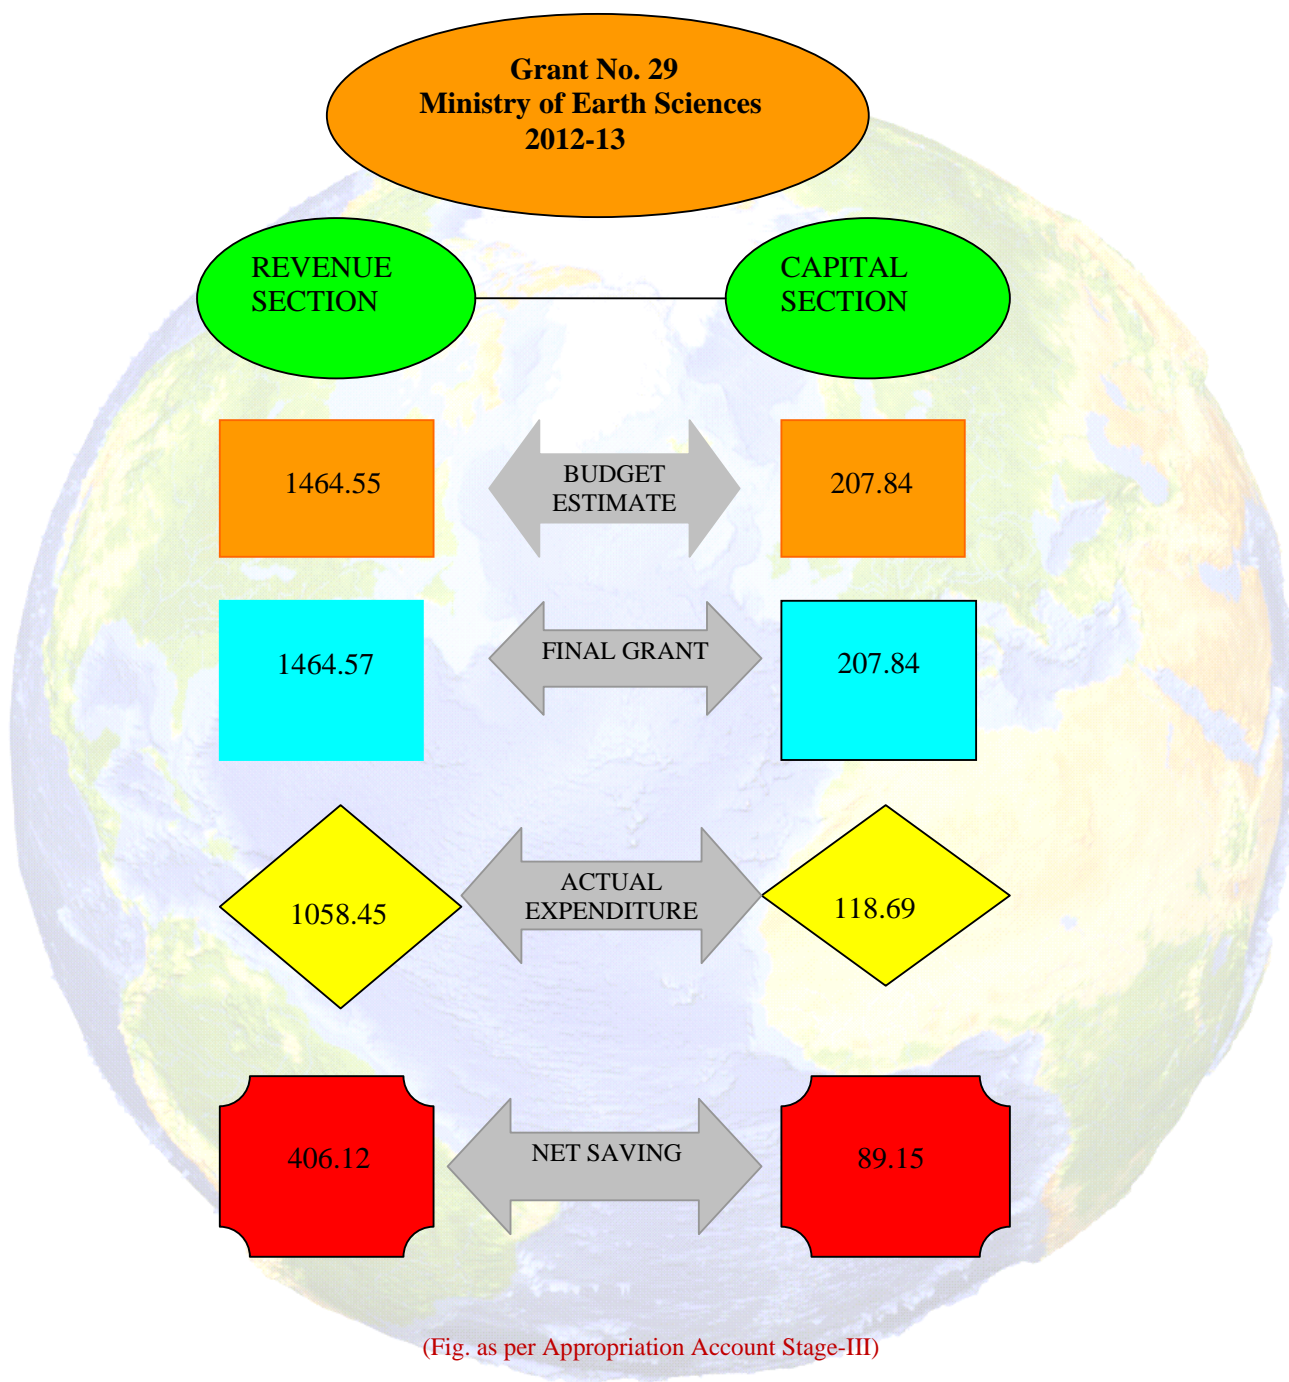 Grant No. 29
Ministry of Earth Sciences
2012-13
REVENUE
SECTION
CAPITAL
SECTION
1464.55
BUDGET
ESTIMATE
207.84
1464.57
FINAL GRANT
207.84
1058.45
ACTUAL
EXPENDITURE
118.69
406.12
NET SAVING
89.15
(Fig. as per Appropriation Account Stage-III)